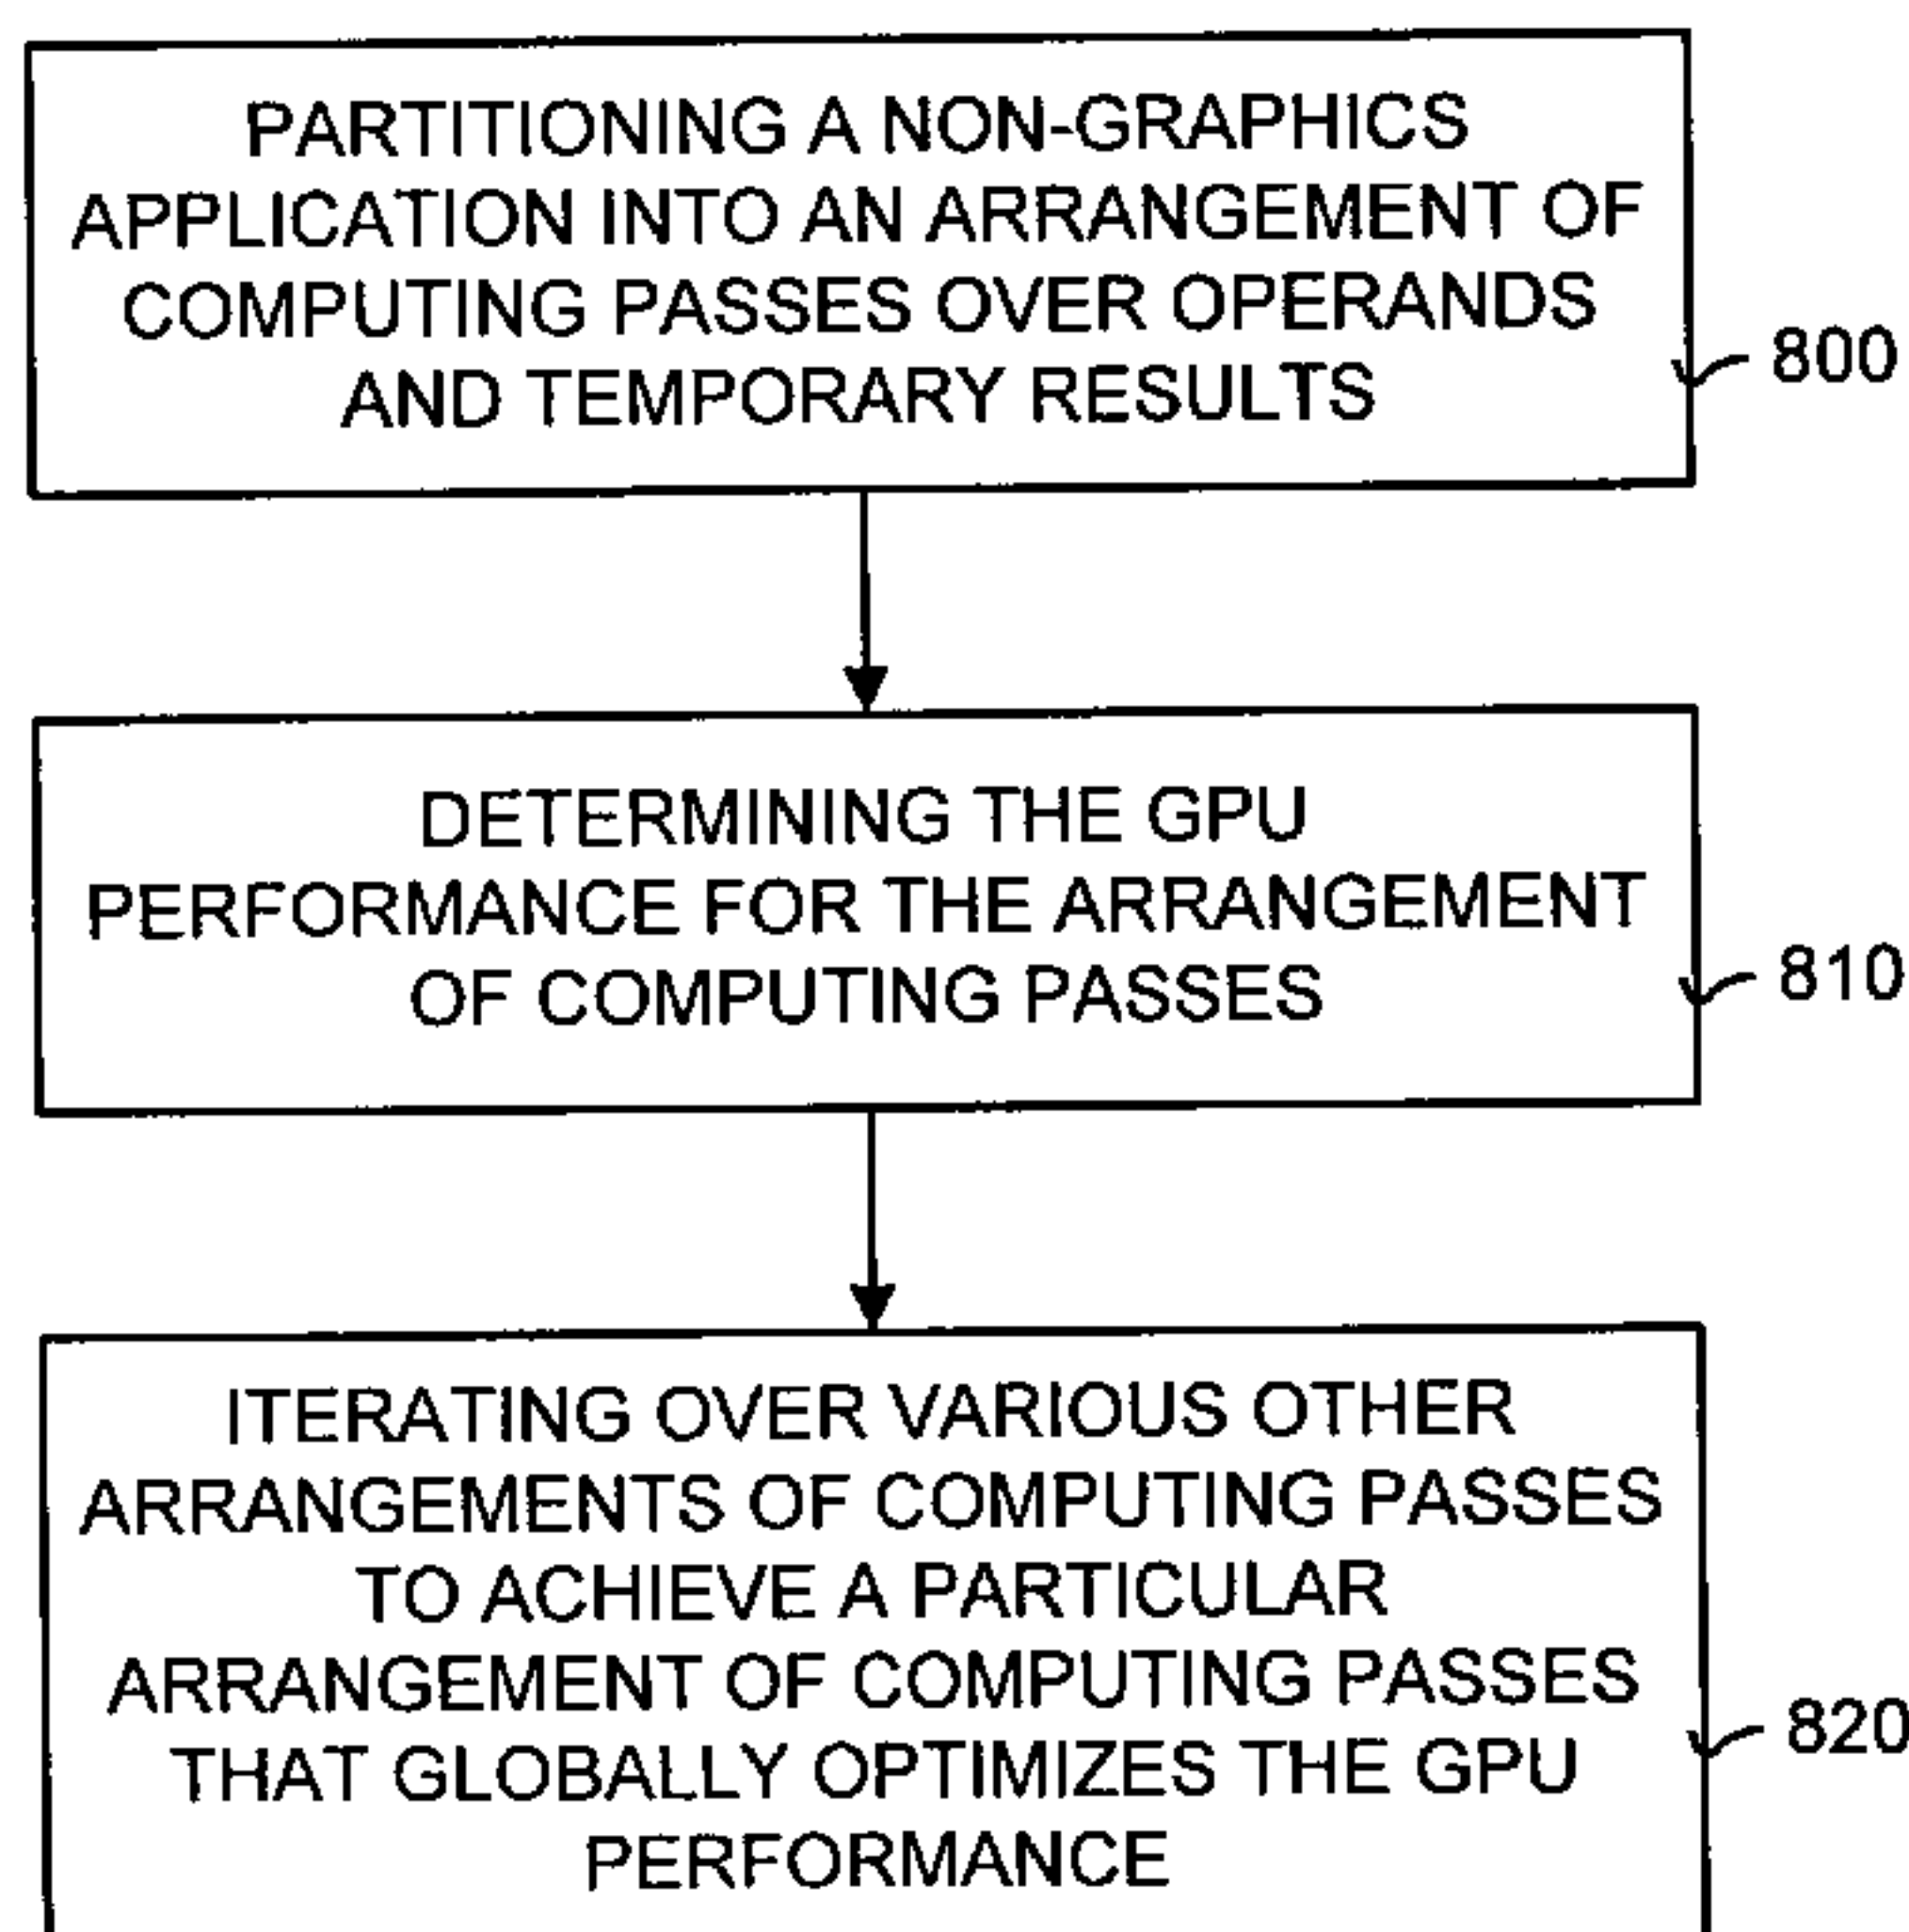 PARTITIONING A NON-GRAPHICS
APPLICATION INTO AN ARRANGEMENT OF
COMPUTING PASSES OVER OPERANDS
AND TEMPORARY RESULTS
800
DETERMINING THE GPU
PERFORMANCE FOR THE ARRANGEMENT
OF COMPUTING PASSES
810
ITERATING OVER VARIOUS OTHER
ARRANGEMENTS OF COMPUTING PASSES
TO ACHIEVE A PARTICULAR
ARRANGEMENT OF COMPUTING PASSES
THAT GLOBALLY OPTIMIZES THE GPU
PERFORMANCE
820